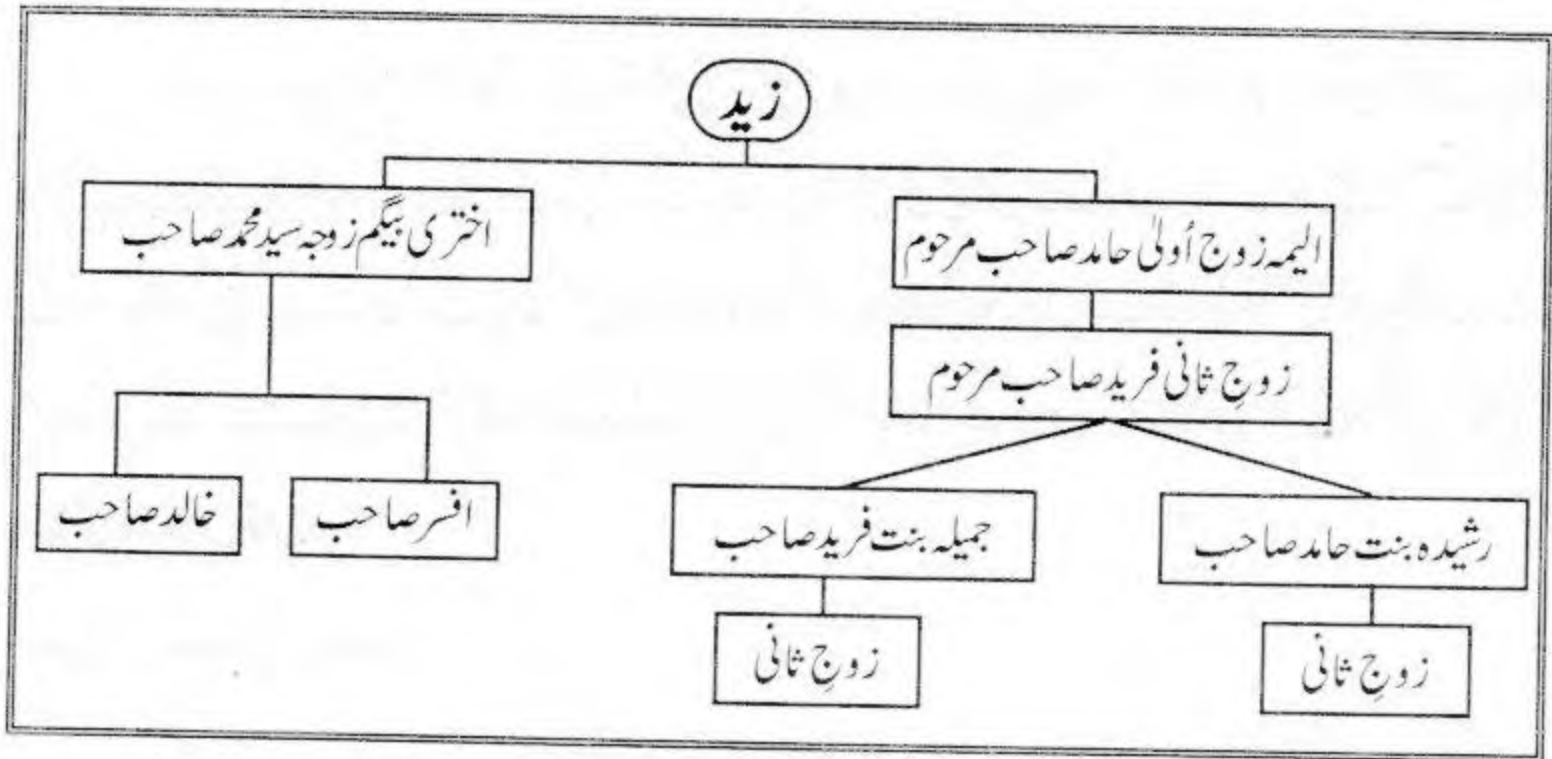 زید
الیمہ زوج أولیٰ حامد صاحب مرحوم
اختری بیگم زوجہ سید محمد صاحب
زوجِ ثانی فرید صاحب مرحوم
رشیدہ بنت حامد صاحب
جمیلہ بنت فرید صاحب
افسر صاحب
خالد صاحب
زوجِ ثانی
زوجِ ثانی